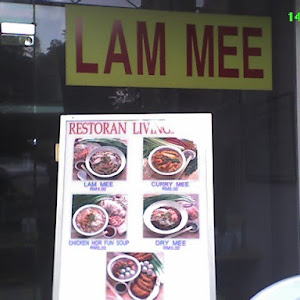 LAM MEE
RESTORAN LIVING.
LAM MEE
CURRY MEE
CHICKEN HOR FUN SOUP
DRY MEE